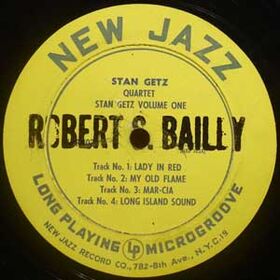 NEW JAZZ
STAN GETZ
QUARTET
STAN GETZ VOLUME ONE
ROBERT S. BAILLY
Track No. 1: LADY IN RED
Track No. 2: MY OLD FLAME
Track No. 3: MAR-CIA
Track No. 4: LONG ISLAND SOUND
LONG PLAYING LP MICROGROOVE
NEW JAZZ RECORD CO., 782-8th Ave., N.Y.C. 19